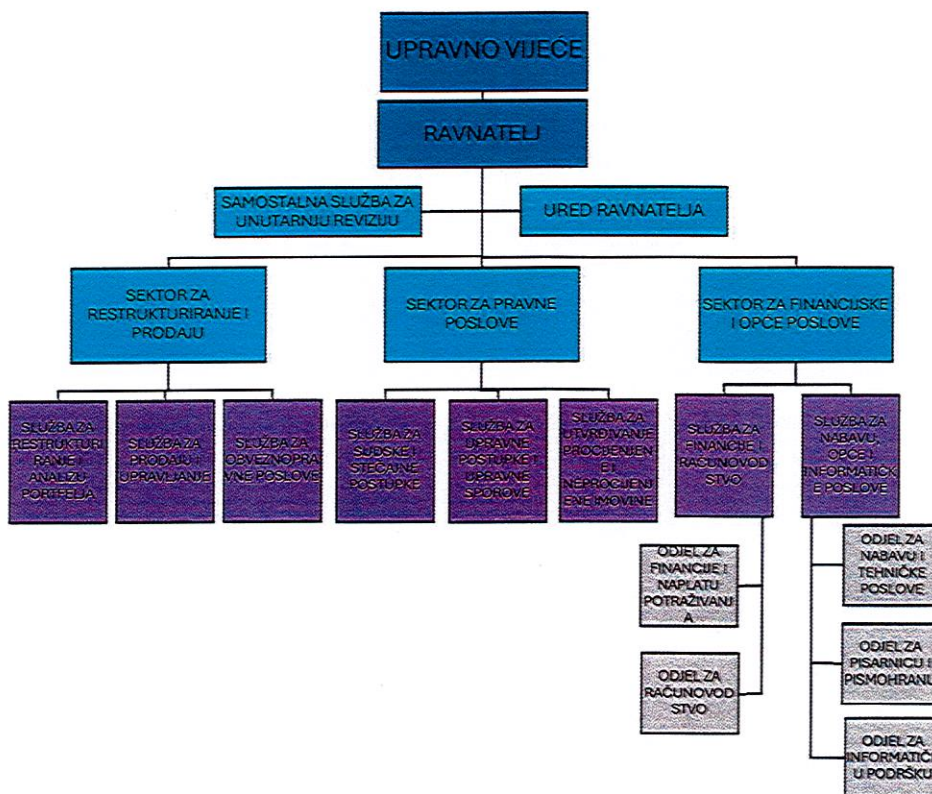 UPRAVNO VIJEĆE
RAVNATELJ
SAMOSTALNA SLUŽBA ZA
UNUTARNJU REVIZIJU
URED RAVNATELJA
SEKTOR ZA
RESTRUKTURIRANJE I
PRODAJU
SEKTOR ZA PRAVNE
POSLOVE
SEKTOR ZA FINANCIJSKE
I OPĆE POSLOVE
SLUŽBA ZA
RESTRUKTURI
RANJE I
ANALIZU
PORTFELJA
SLUŽBA ZA
PRODAJU I
UPRAVLJANJE
SLUŽBA ZA
OBVEZNOPRA
VNE POSLOVE
SLUŽBA ZA
SUDSKE I
STEČAJNE
POSTUPKE
SLUŽBA ZA
UPRAVNE
POSTUPKE I
UPRAVNE
SPOROVE
SLUŽBA ZA
UTVRĐIVANJE
PROCIJENJENE
E I
NEPROCIJENJ
ENE IMOVINE
SLUŽBA ZA
FINANCIJE I
RAČUNOVOD
STVO
SLUŽBA ZA
NABAVU,
OPĆE I
INFORMATIČK
E POSLOVE
ODJEL ZA
FINANCIJE I
NAPLATU
POTRAŽIVANJ
A
ODJEL ZA
RAČUNOVOD
STVO
ODJEL ZA
NABAVU I
TEHNIČKE
POSLOVE
ODJEL ZA
PISARNICU I
PISMOHRANU
ODJEL ZA
INFORMATIČK
U PODRŠKU